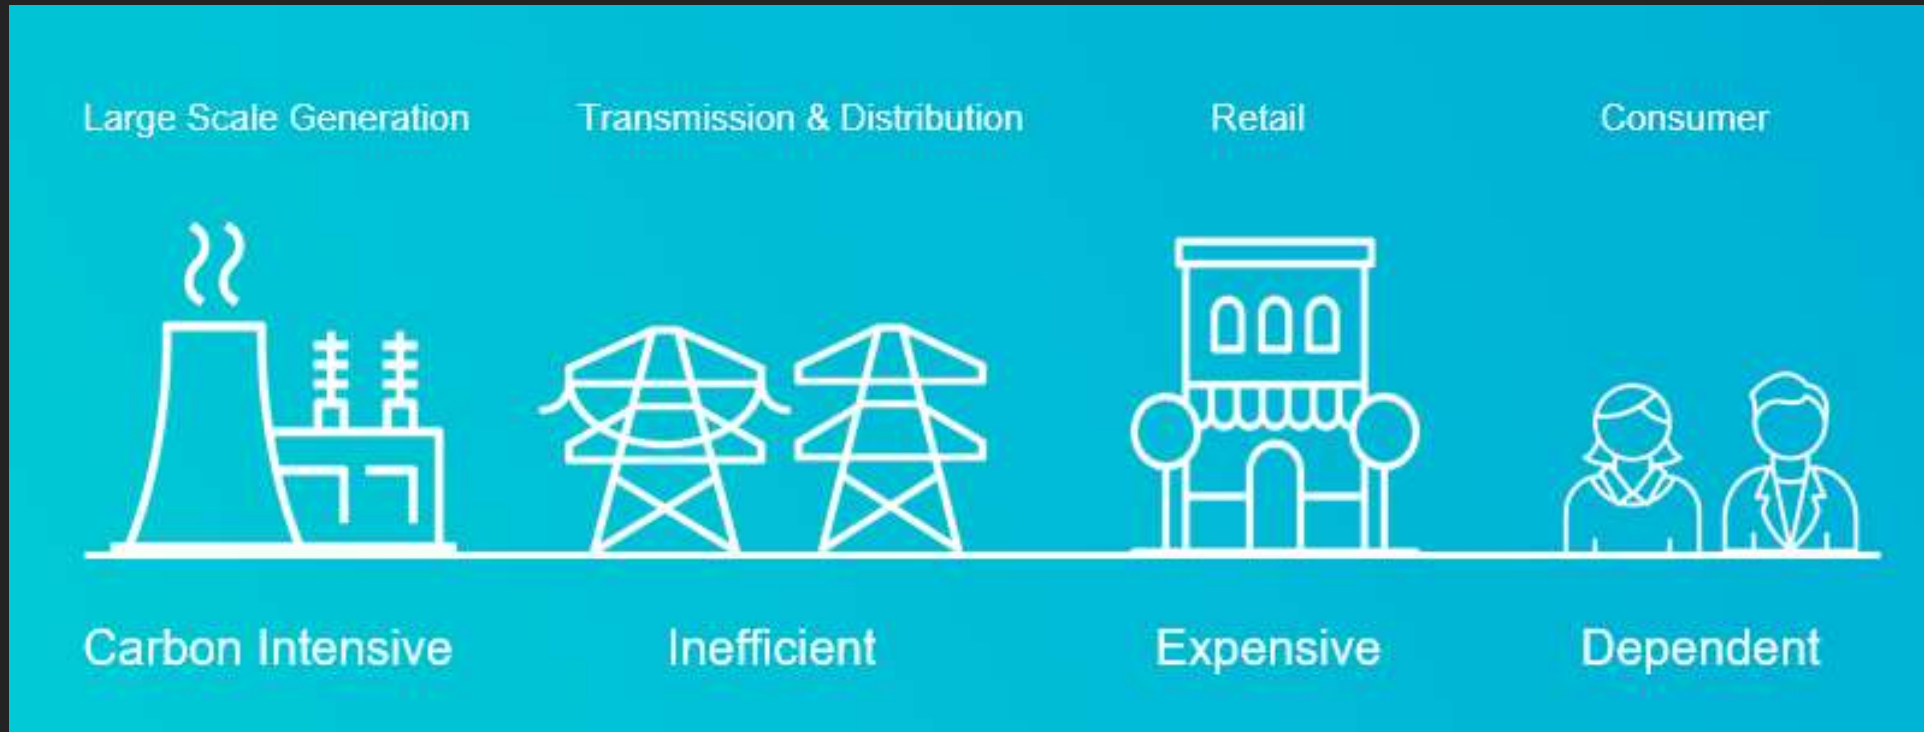 Large Scale Generation
Transmission & Distribution
Retail
Consumer
Carbon Intensive
Inefficient
Expensive
Dependent